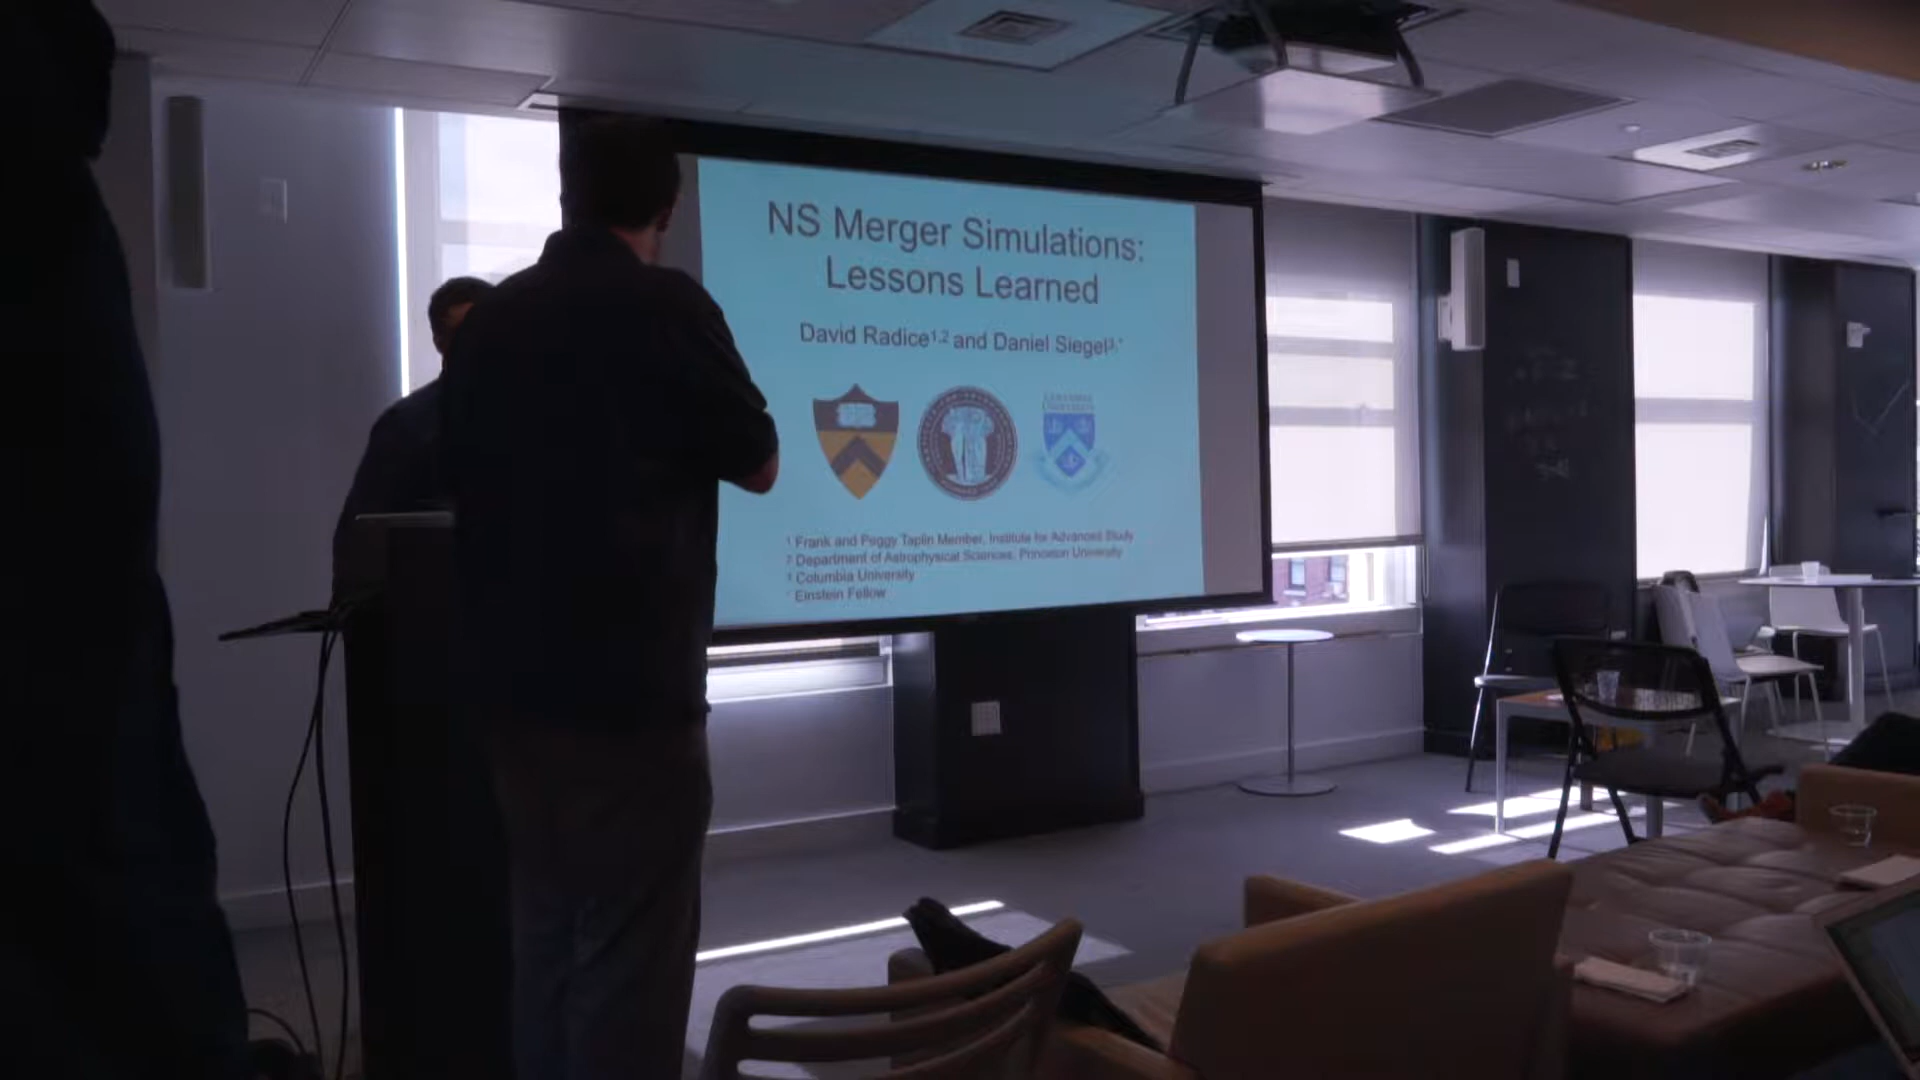 NS Merger Simulations:
Lessons Learned
David Radice1,2 and Daniel Siegel3,*
1 Frank and Peggy Taplin Member, Institute for Advanced Study
2 Department of Astrophysical Sciences, Princeton University
3 Columbia University
* Einstein Fellow